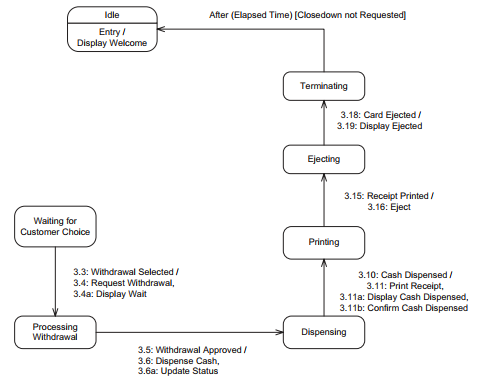 Idle
Entry /
Display Welcome
After (Elapsed Time) [Closedown not Requested]
Terminating
3.18: Card Ejected /
3.19: Display Ejected
Ejecting
3.15: Receipt Printed /
3.16: Eject
Waiting for
Customer Choice
Printing
3.3: Withdrawal Selected /
3.4: Request Withdrawal,
3.4a: Display Wait
3.10: Cash Dispensed /
3.11: Print Receipt,
3.11a: Display Cash Dispensed,
3.11b: Confirm Cash Dispensed
Processing
Withdrawal
Dispensing
3.5: Withdrawal Approved /
3.6: Dispense Cash,
3.6a: Update Status